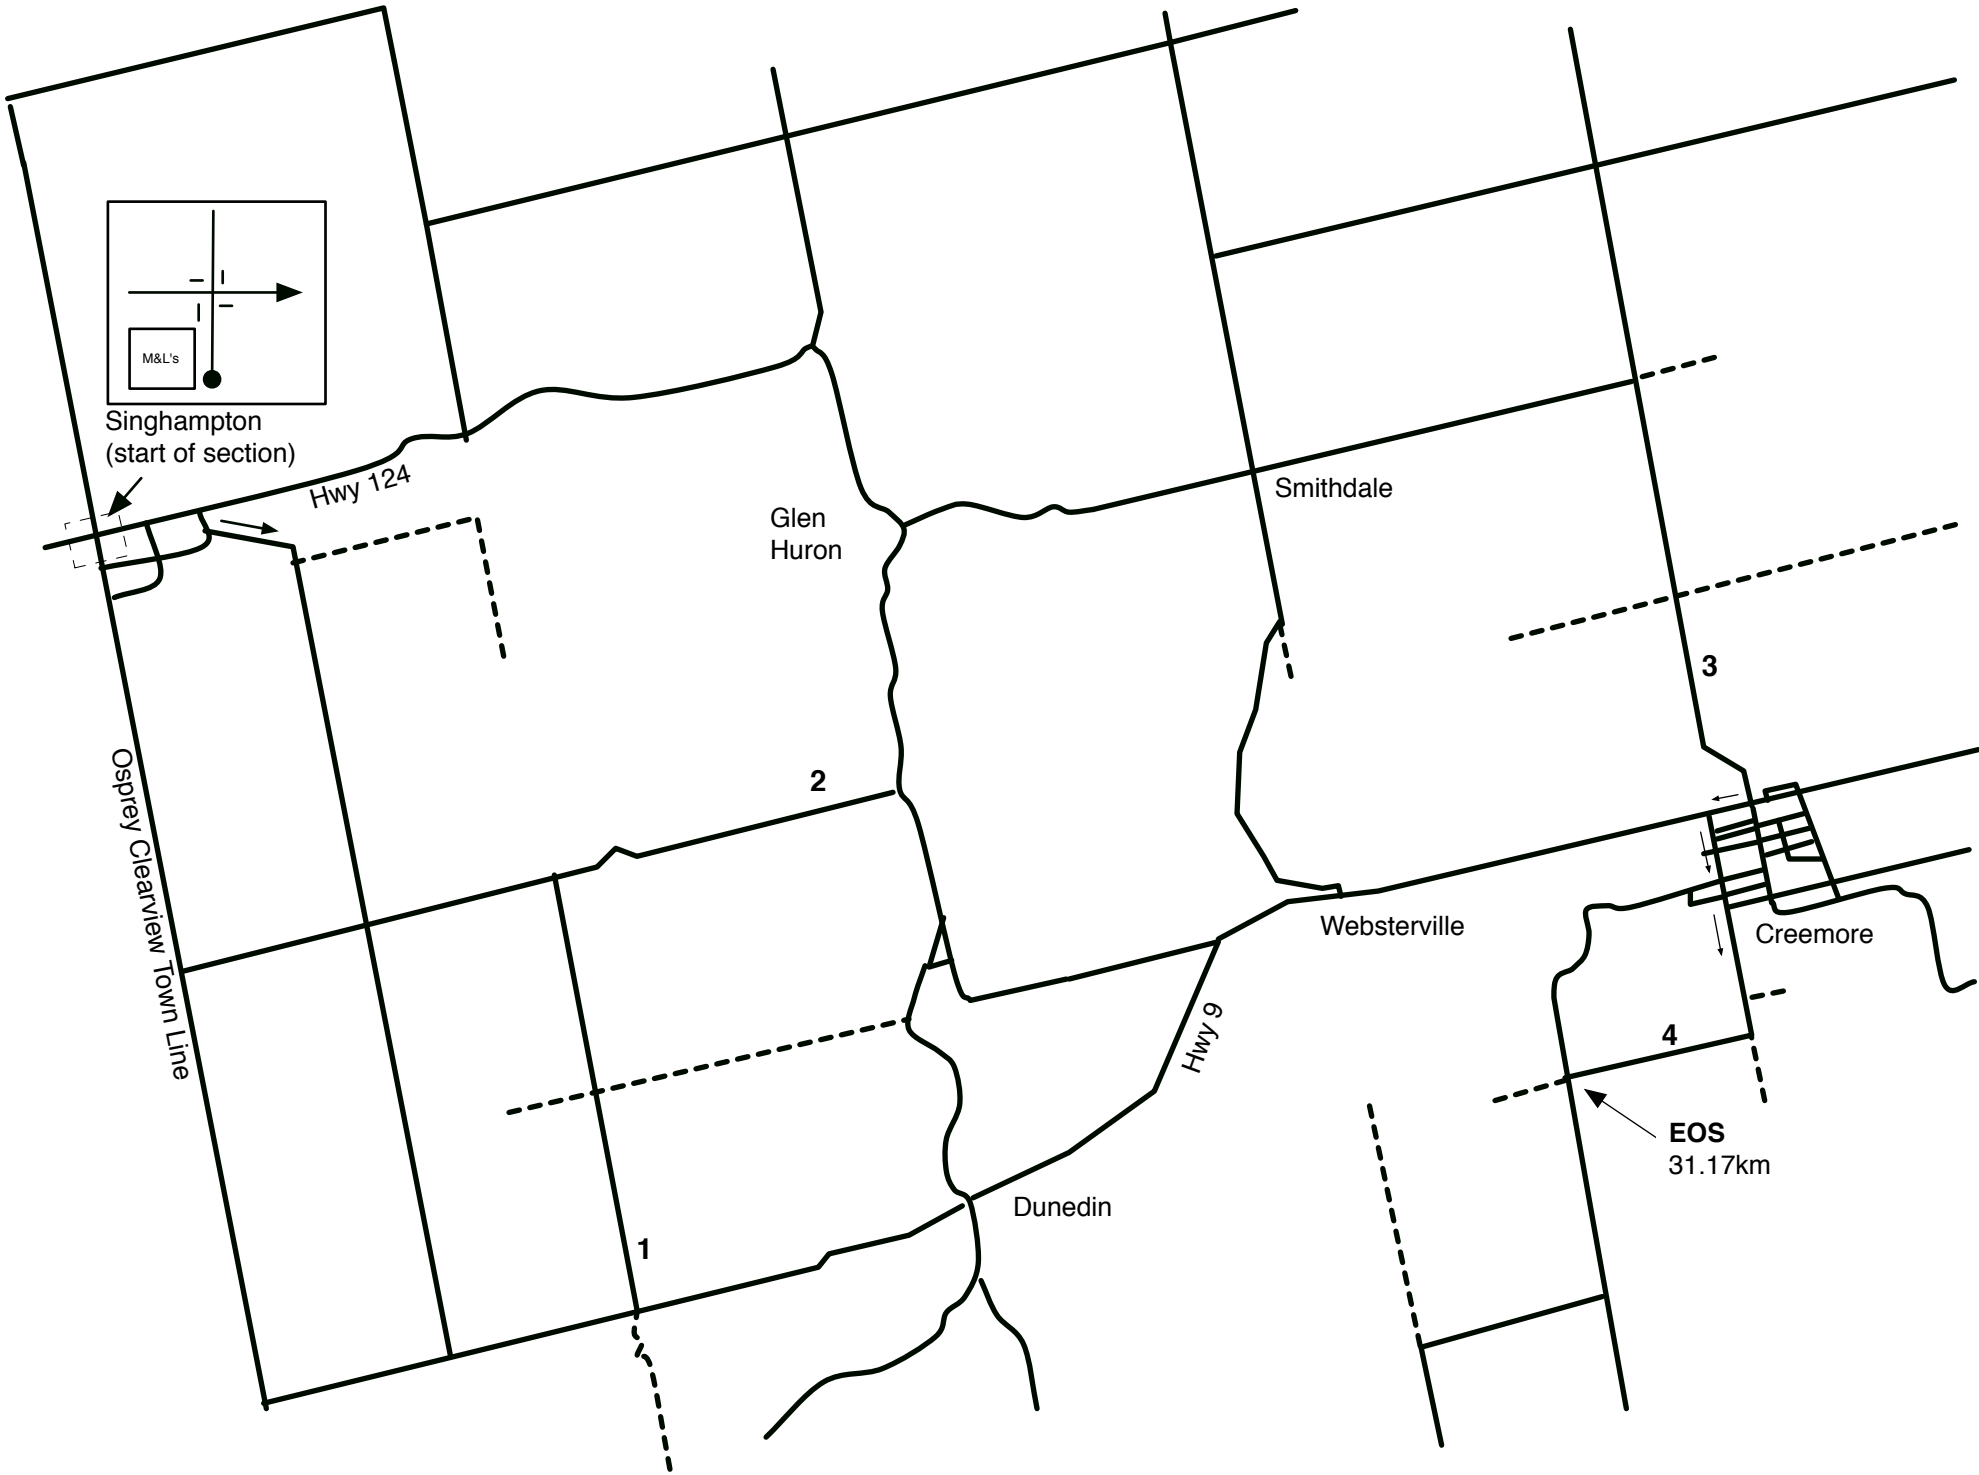 M&L's
Singhampton
(start of section)
Hwy 124
Glen
Huron
Smithdale
3
2
Osprey Clearview Town Line
Websterville
Creemore
Hwy 9
4
EOS
31.17km
Dunedin
1